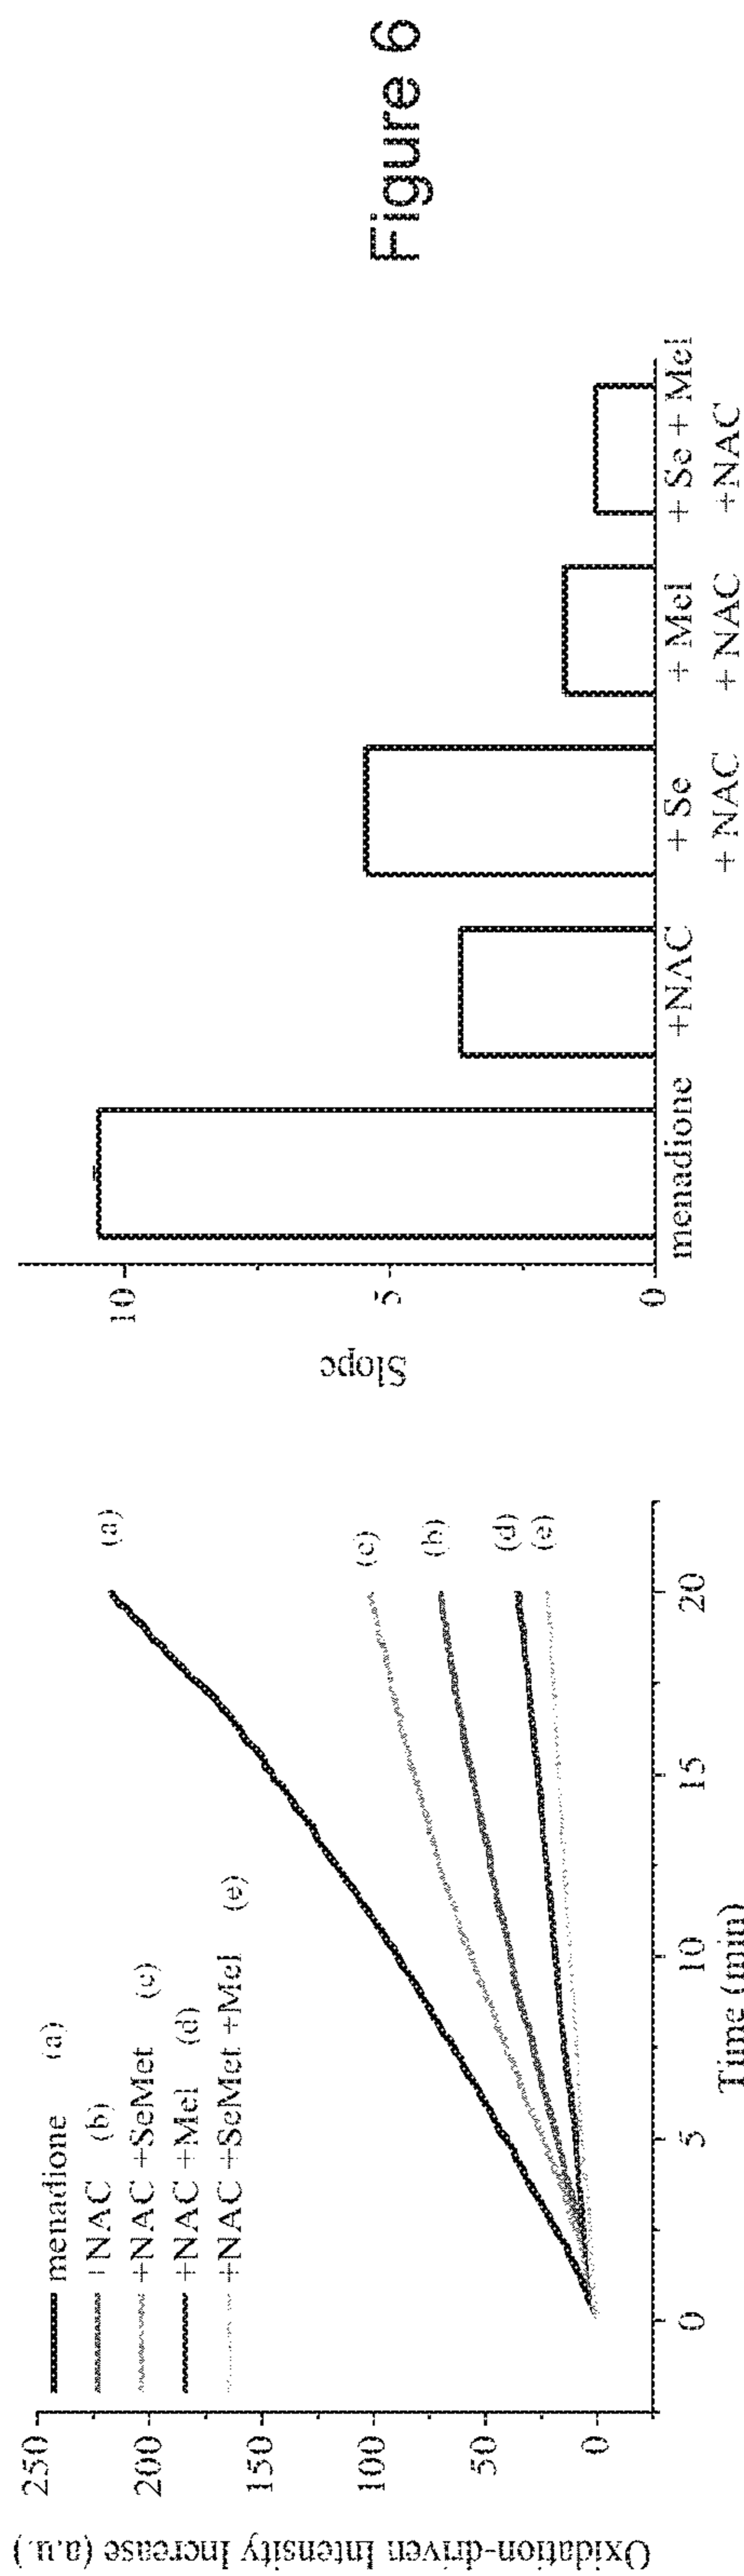 Oxidation-driven Intensity Increase (a.u.)
250
200
150
100
50
0
menadione (a)
+NAC (b)
+NAC +SeMet (c)
+NAC +Mel (d)
+NAC +SeMet +Mel (e)
(a)
(c)
(b)
(d)
(e)
0 5 10 15 20
Time (min)
Slope
10
5
0
menadione +NAC + Se + Mel + Se + Mel
+ NAC + NAC +NAC
Figure 6